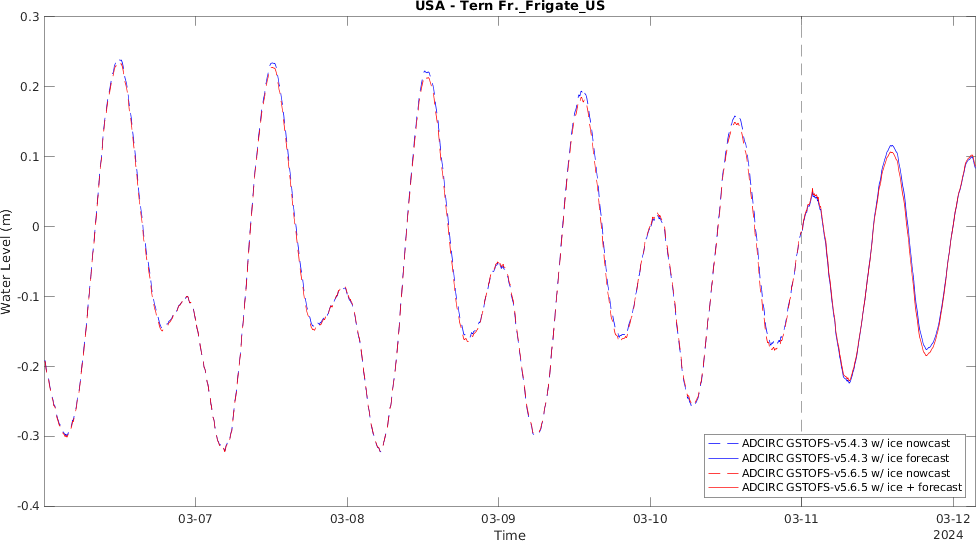 USA - Tern Fr._Frigate_US
0.3
0.2
0.1
0
-0.1
-0.2
-0.3
-0.4
Water Level (m)
ADCIRC GSTOFS-v5.4.3 w/ ice nowcast
ADCIRC GSTOFS-v5.4.3 w/ ice forecast
ADCIRC GSTOFS-v5.6.5 w/ ice nowcast
ADCIRC GSTOFS-v5.6.5 w/ ice + forecast
03-07 03-08 03-09 03-10 03-11 03-12
Time 2024